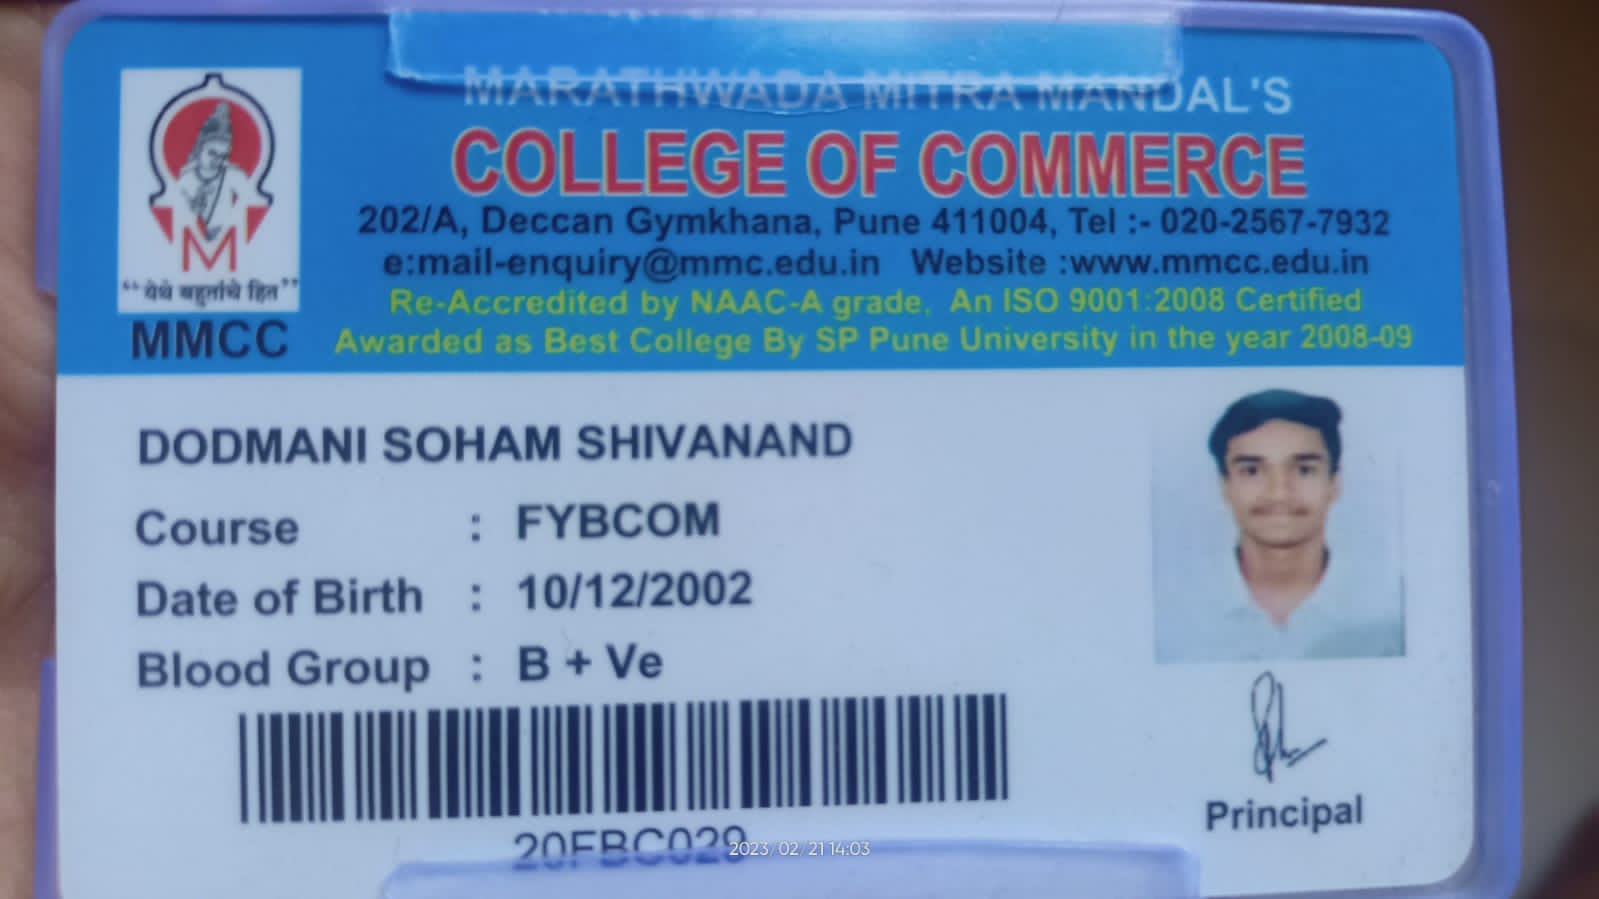 MARATHWADA MITRA MANDAL'S
COLLEGE OF COMMERCE
202/A, Deccan Gymkhana, Pune 411004, Tel :- 020-2567-7932
e:mail-enquiry@mmc.edu.in Website :www.mmcc.edu.in
Re-Accredited by NAAC-A grade. An ISO 9001:2008 Certified
Awarded as Best College By SP Pune University in the year 2008-09
M
“येथे बहुतांचे हित”
MMCC
DODMANI SOHAM SHIVANAND
Course : FYBCOM
Date of Birth : 10/12/2002
Blood Group : B + Ve
20FBC029
Principal
2023/02/21 14:03